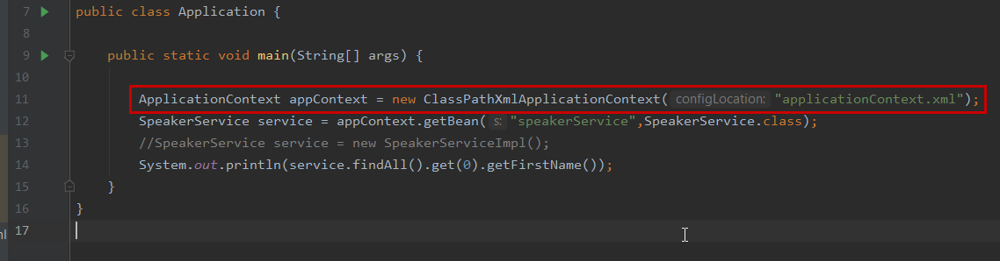 7 public class Application {
8
9 public static void main(String[] args) {
10
11 ApplicationContext appContext = new ClassPathXmlApplicationContext( configLocation: "applicationContext.xml");
12 SpeakerService service = appContext.getBean( s: "speakerService",SpeakerService.class);
13 //SpeakerService service = new SpeakerServiceImpl();
14 System.out.println(service.findAll().get(0).getFirstName());
15 }
16 }
17